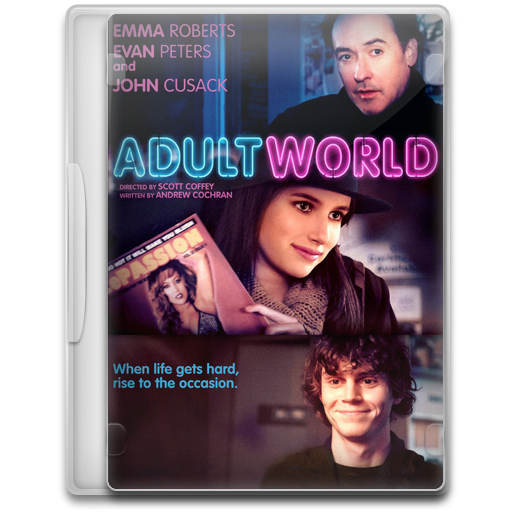 EMMA ROBERTS
EVAN PETERS
and
JOHN CUSACK
ADULT WORLD
DIRECTED BY SCOTT COFFEY
WRITTEN BY ANDREW COCHRAN
PASSION
When life gets hard,
rise to the occasion.